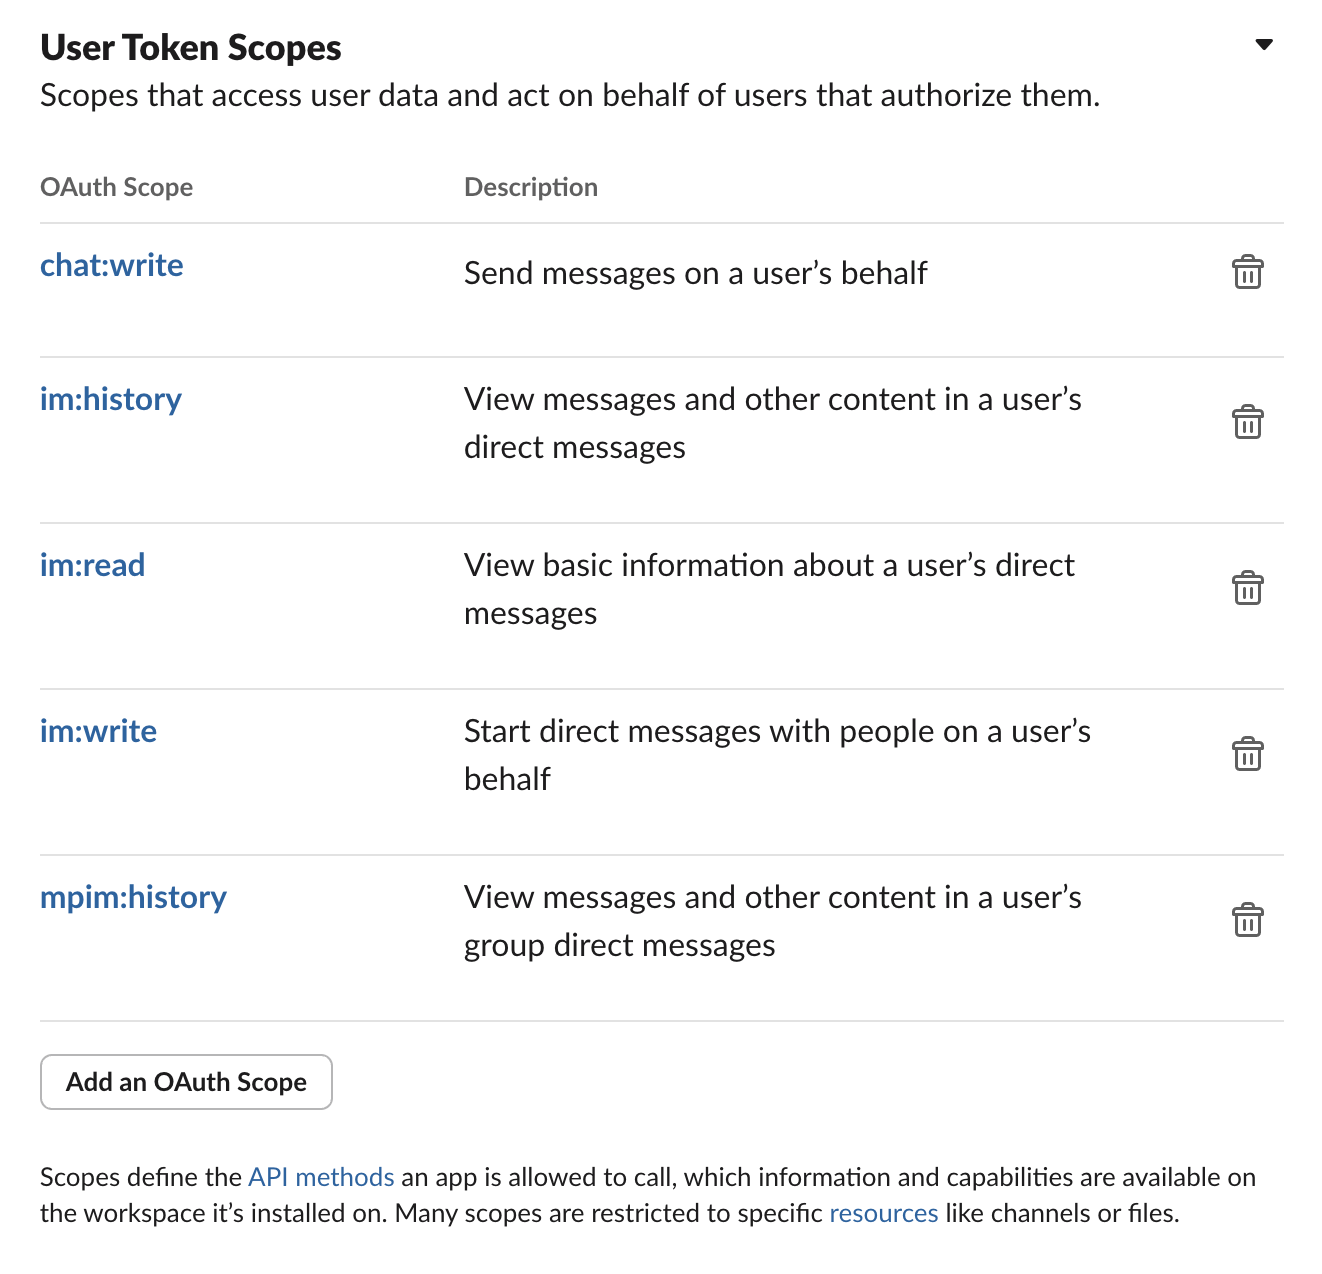 User Token Scopes
Scopes that access user data and act on behalf of users that authorize them.
OAuth Scope Description
chat:write Send messages on a user’s behalf
im:history View messages and other content in a user’s
direct messages
im:read View basic information about a user’s direct
messages
im:write Start direct messages with people on a user’s
behalf
mpim:history View messages and other content in a user’s
group direct messages
Add an OAuth Scope
Scopes define the API methods an app is allowed to call, which information and capabilities are available on
the workspace it’s installed on. Many scopes are restricted to specific resources like channels or files.